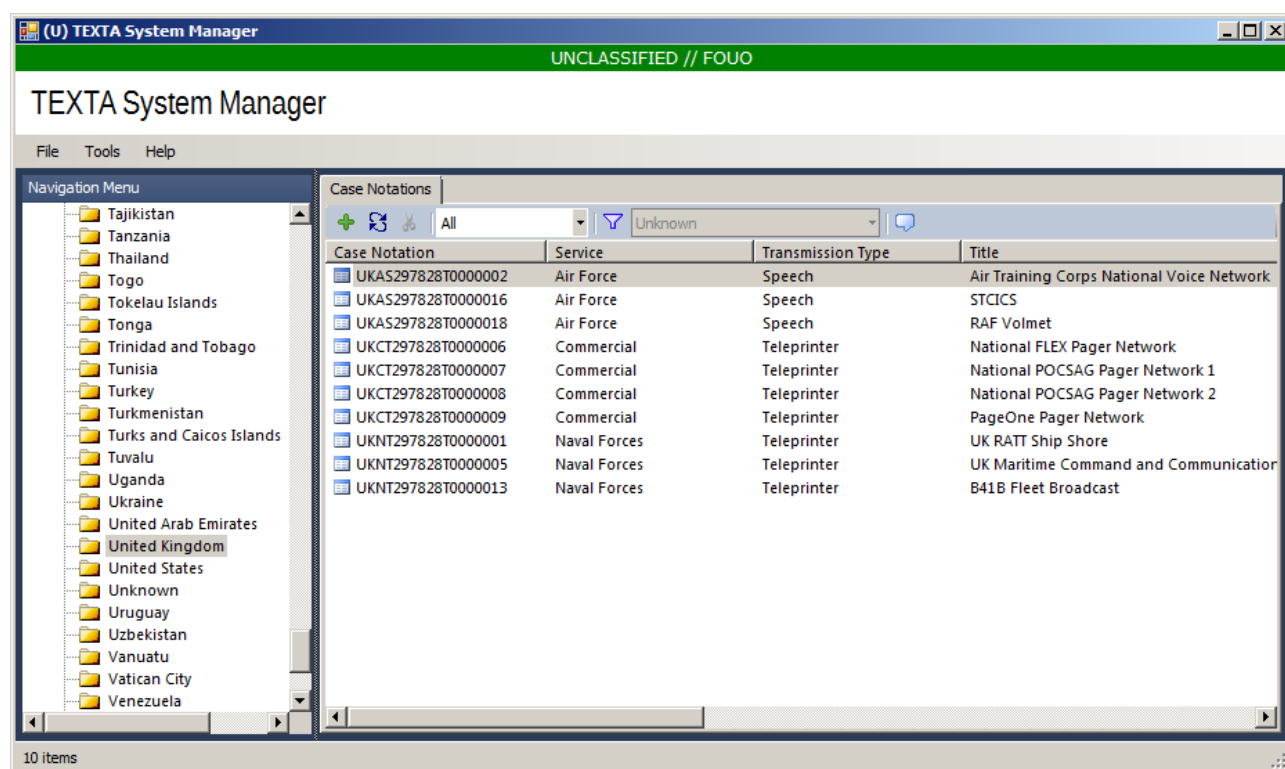 (U) TEXTA System Manager
UNCLASSIFIED // FOUO
TEXTA System Manager
File Tools Help
Navigation Menu
Tajikistan
Tanzania
Thailand
Togo
Tokelau Islands
Tonga
Trinidad and Tobago
Tunisia
Turkey
Turkmenistan
Turks and Caicos Islands
Tuvalu
Uganda
Ukraine
United Arab Emirates
United Kingdom
United States
Unknown
Uruguay
Uzbekistan
Vanuatu
Vatican City
Venezuela
Case Notations
All Unknown
Case Notation Service Transmission Type Title
UKAS297828T0000002 Air Force Speech Air Training Corps National Voice Network
UKAS297828T0000016 Air Force Speech STCICS
UKAS297828T0000018 Air Force Speech RAF Volmet
UKCT297828T0000006 Commercial Teleprinter National FLEX Pager Network
UKCT297828T0000007 Commercial Teleprinter National POCSAG Pager Network 1
UKCT297828T0000008 Commercial Teleprinter National POCSAG Pager Network 2
UKCT297828T0000009 Commercial Teleprinter PageOne Pager Network
UKNT297828T0000001 Naval Forces Teleprinter UK RATT Ship Shore
UKNT297828T0000005 Naval Forces Teleprinter UK Maritime Command and Communication
UKNT297828T0000013 Naval Forces Teleprinter B41B Fleet Broadcast
10 items